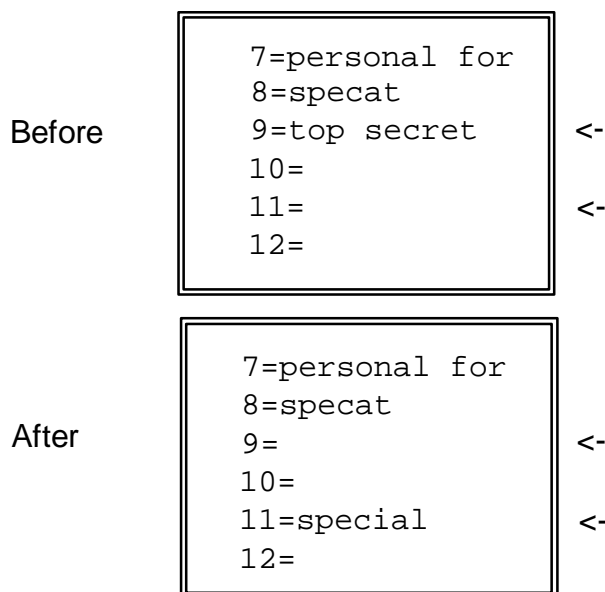 7=personal for
8=specat
Before 9=top secret <-
10=
11= <-
12=
7=personal for
8=specat
After 9= <-
10=
11=special <-
12=